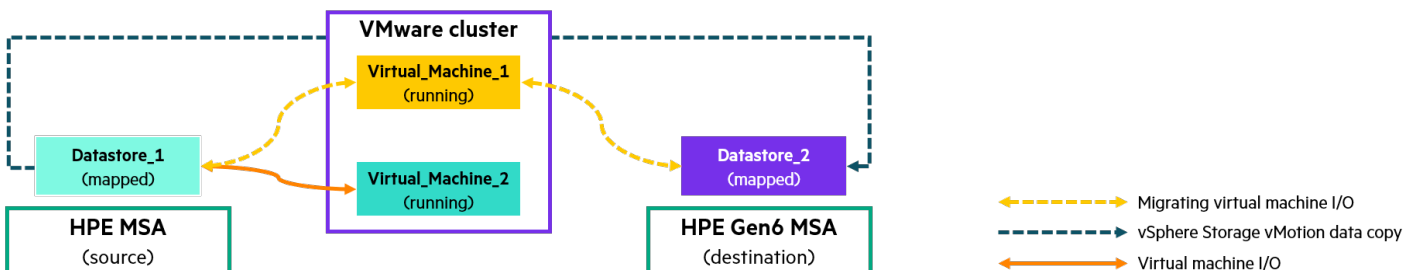 VMware cluster
Virtual_Machine_1
(running)
Datastore_1
(mapped)
Virtual_Machine_2
(running)
Datastore_2
(mapped)
HPE MSA
(source)
HPE Gen6 MSA
(destination)
Migrating virtual machine I/O
vSphere Storage vMotion data copy
Virtual machine I/O